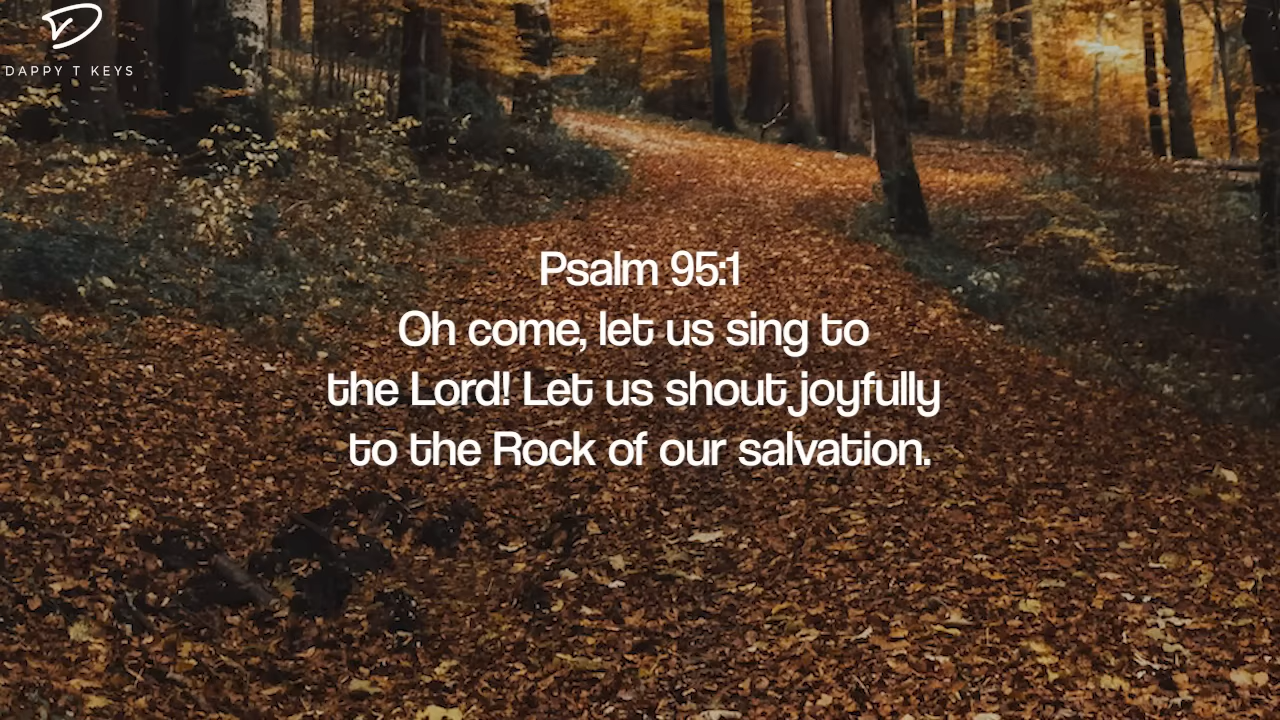 DAPPY T KEYS
Psalm 95:1
Oh come, let us sing to
the Lord! Let us shout joyfully
to the Rock of our salvation.